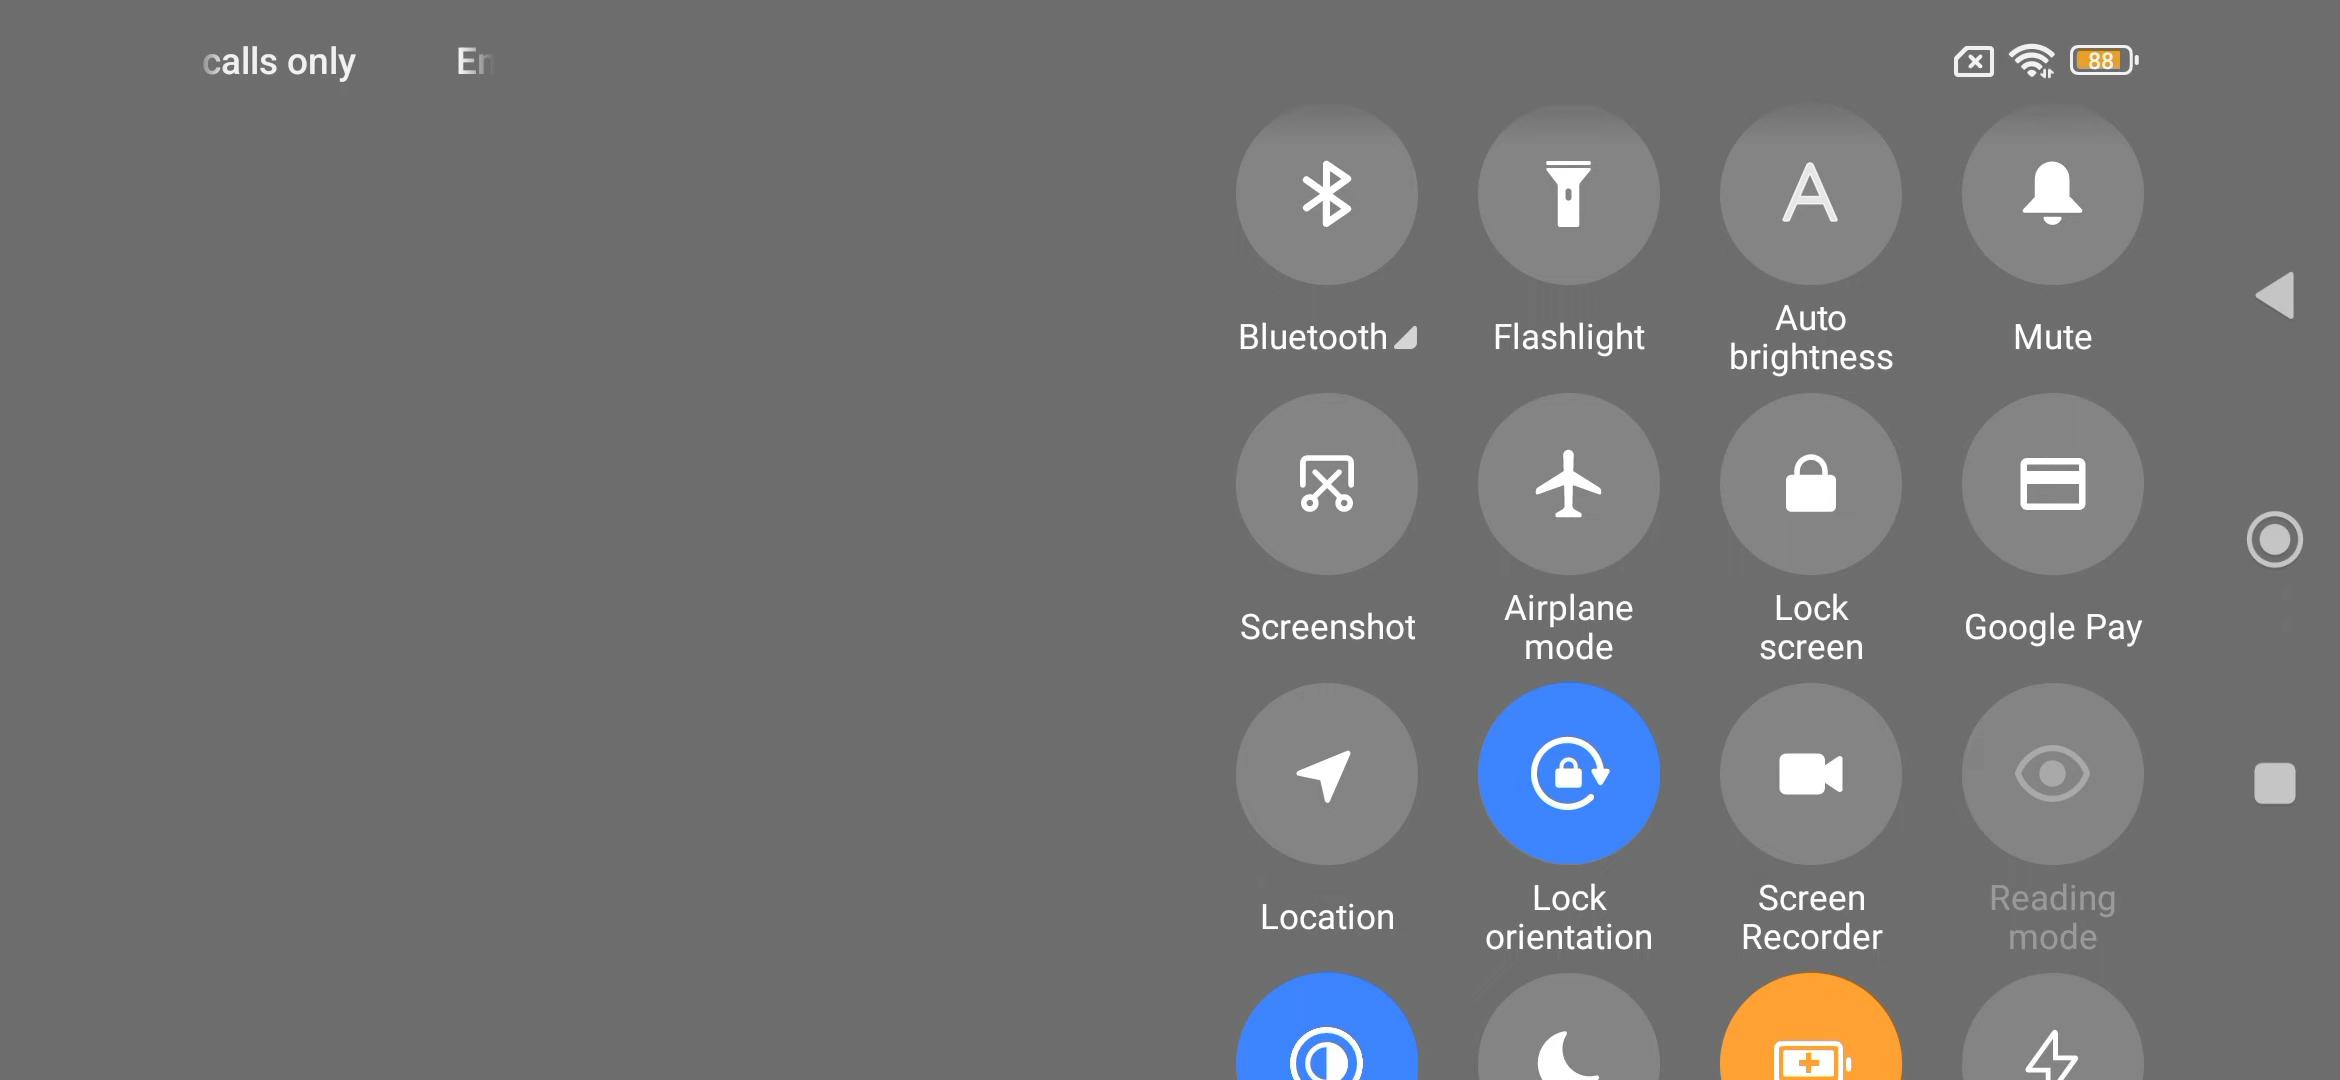 calls only
88
Bluetooth
Flashlight
Auto
brightness
Mute
Screenshot
Airplane
mode
Lock
screen
Google Pay
Location
Lock
orientation
Screen
Recorder
Reading
mode